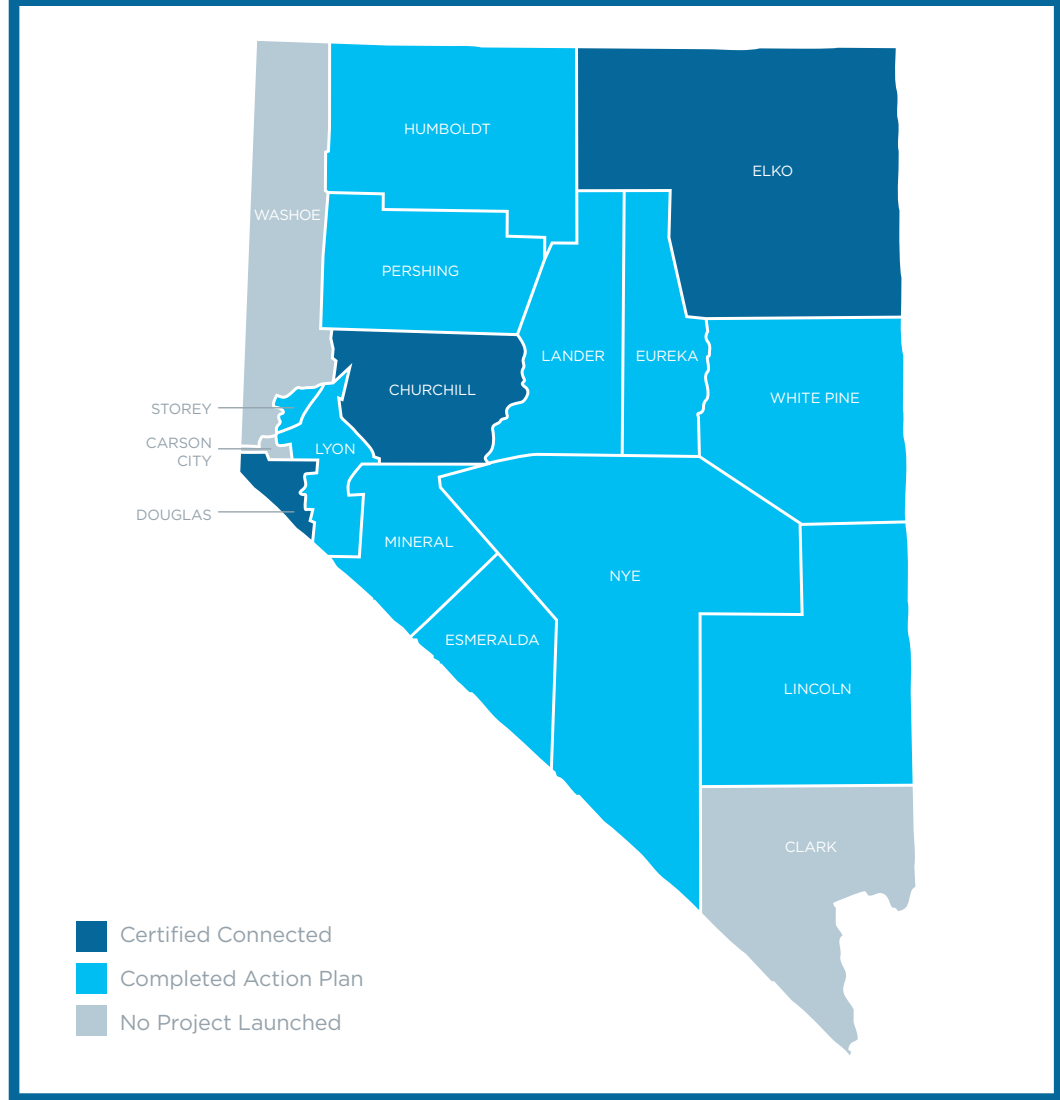 HUMBOLDT
ELKO
WASHOE
PERSHING
LANDER
EUREKA
CHURCHILL
WHITE PINE
STOREY
CARSON
CITY
LYON
DOUGLAS
MINERAL
NYE
ESMERALDA
LINCOLN
CLARK
Certified Connected
Completed Action Plan
No Project Launched